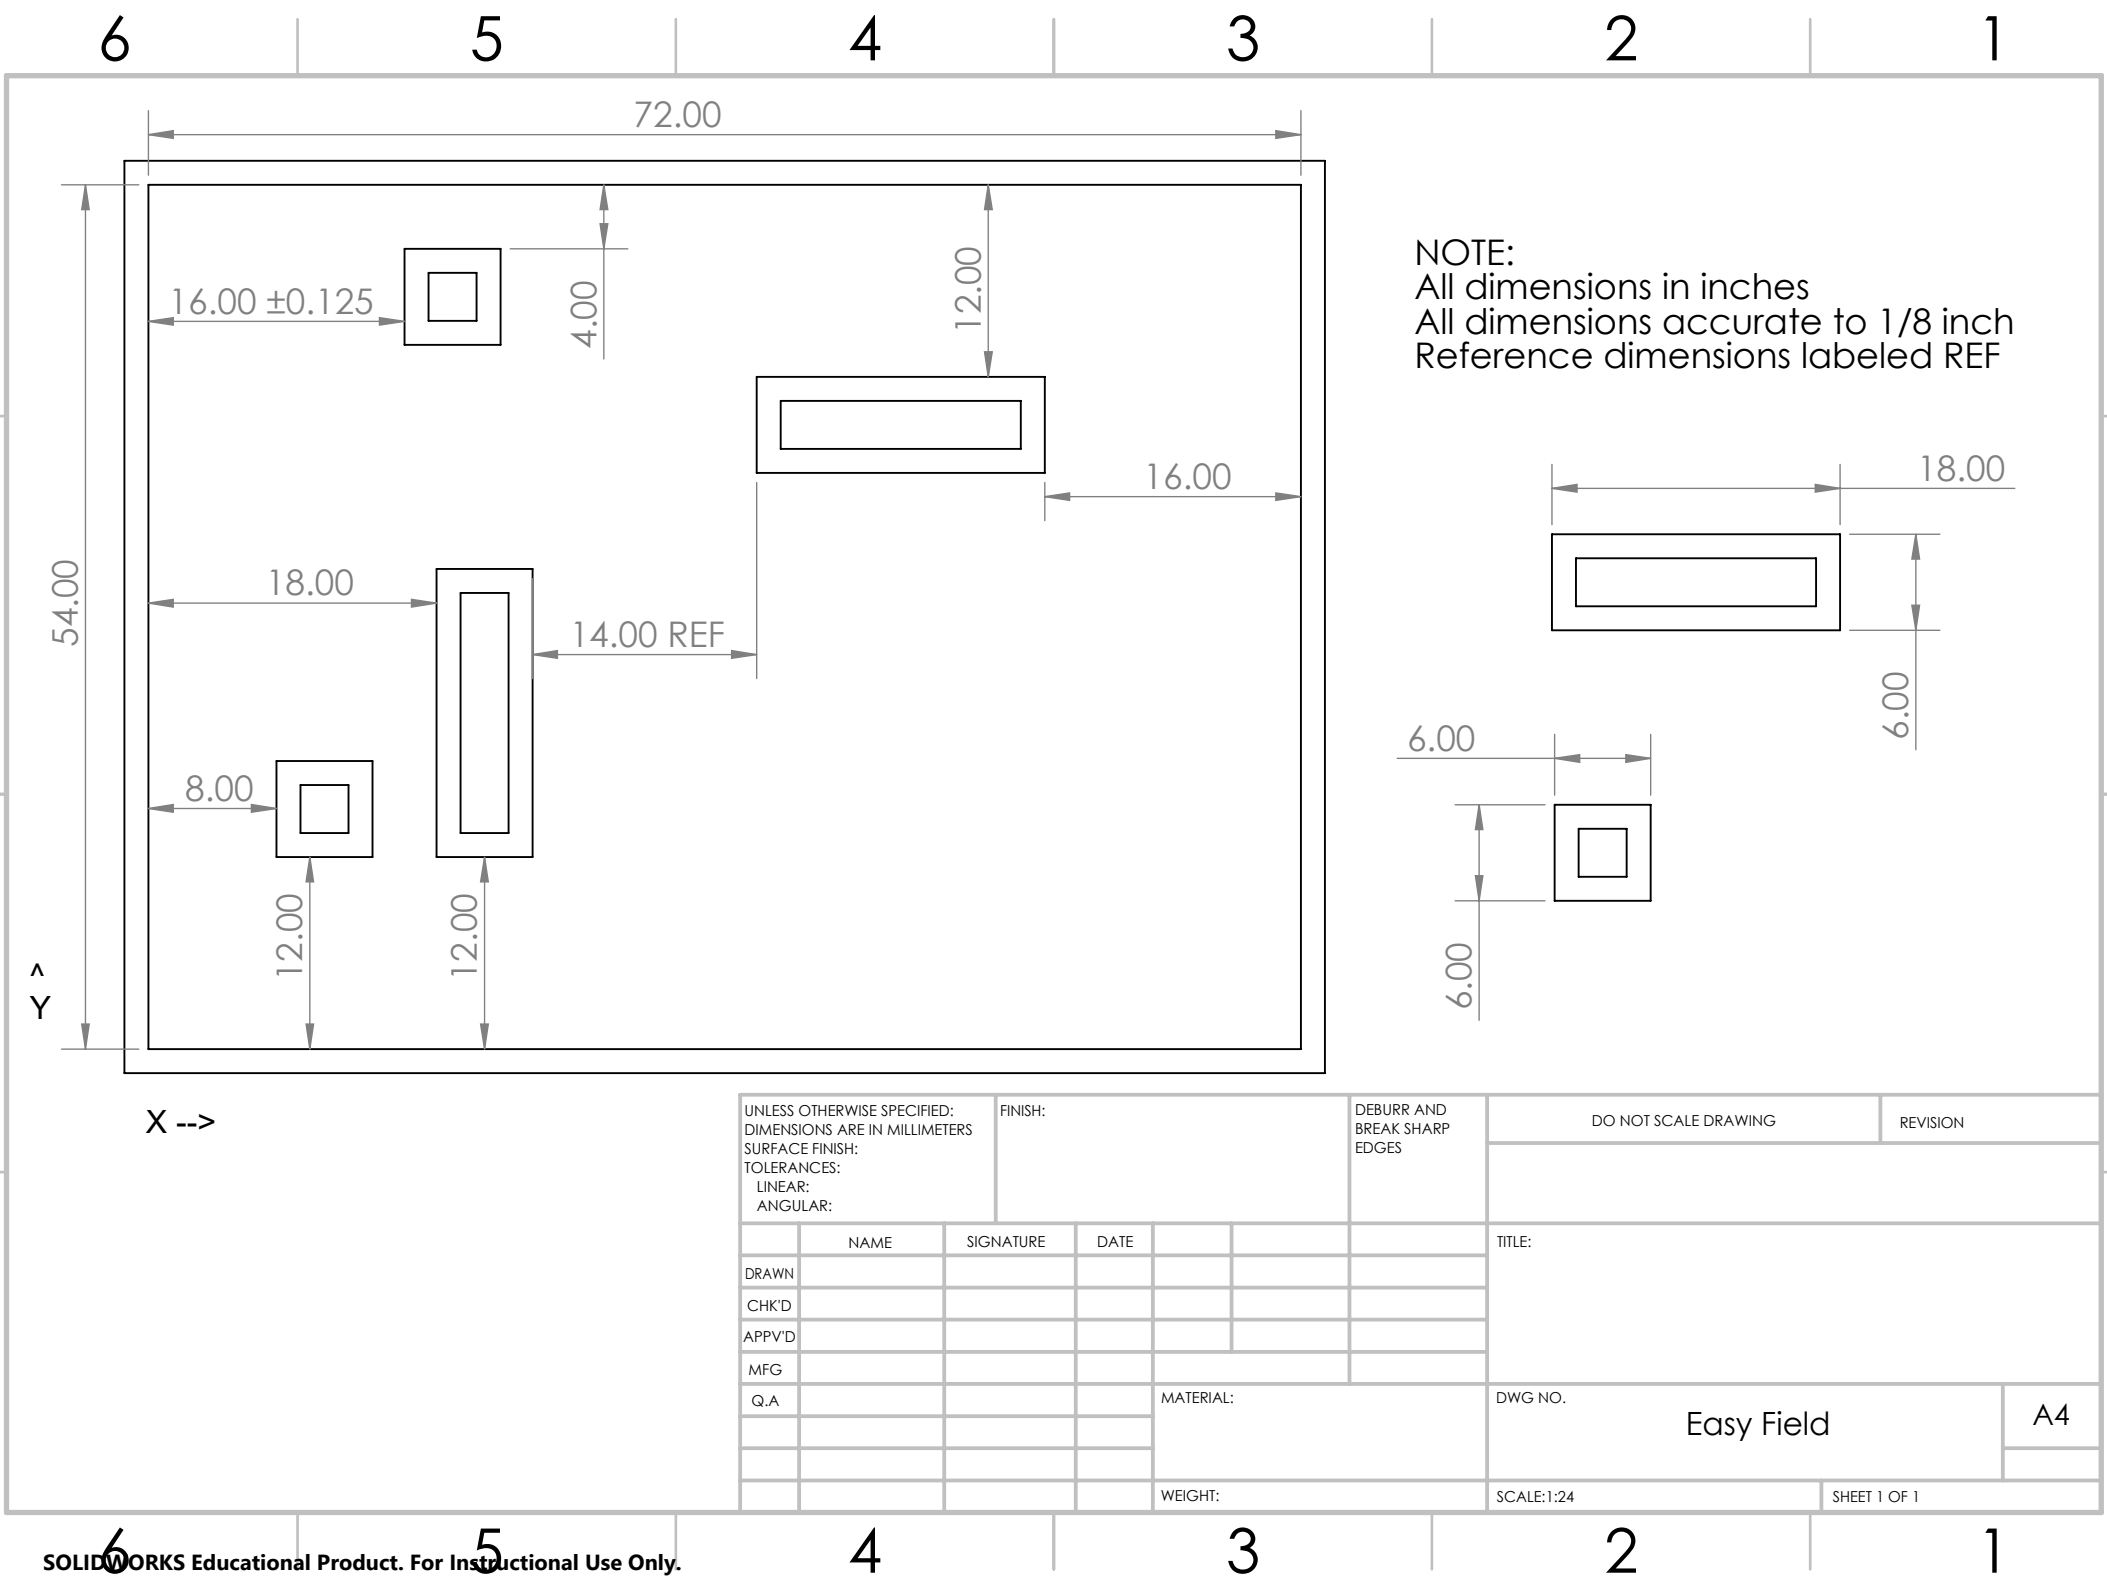 6 5 4 3 2 1
72.00
NOTE:
All dimensions in inches
All dimensions accurate to 1/8 inch
Reference dimensions labeled REF
16.00 ±0.125
4.00
12.00
16.00
18.00
54.00
18.00
14.00 REF
6.00
6.00
8.00
12.00
12.00
6.00
^
Y
X -->
UNLESS OTHERWISE SPECIFIED:
DIMENSIONS ARE IN MILLIMETERS
SURFACE FINISH:
TOLERANCES:
LINEAR:
ANGULAR:
FINISH:
DEBURR AND
BREAK SHARP
EDGES
DO NOT SCALE DRAWING
REVISION
NAME SIGNATURE DATE
TITLE:
DRAWN
CHK'D
APPV'D
MFG
Q.A
MATERIAL:
DWG NO.
Easy Field
A4
WEIGHT:
SCALE:1:24
SHEET 1 OF 1
6 5 4 3 2 1
SOLIDWORKS Educational Product. For Instructional Use Only.